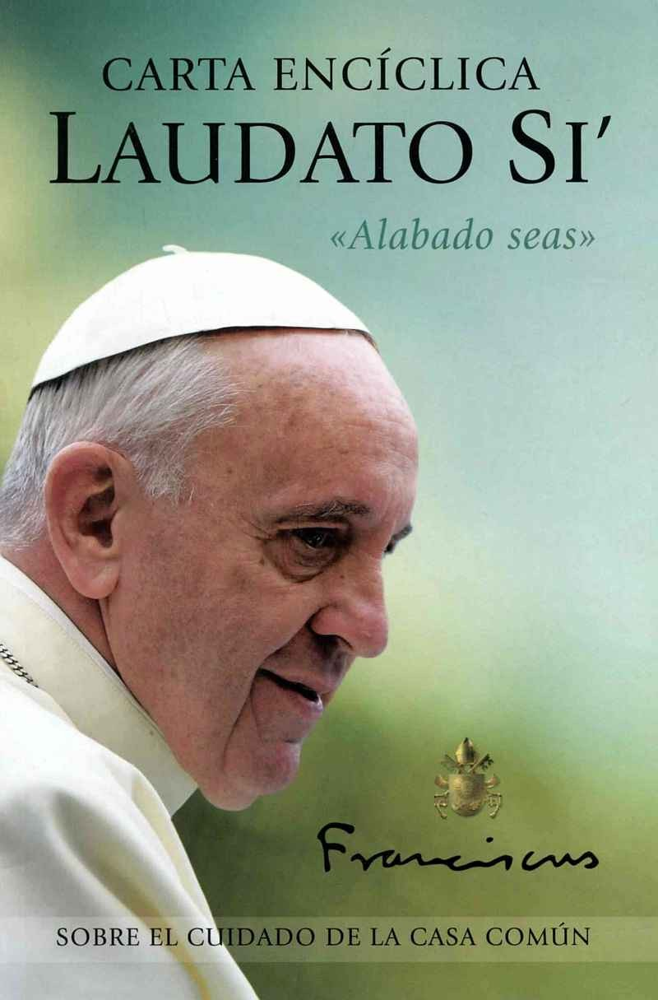 CARTA ENCÍCLICA
LAUDATO SI’
«Alabado seas»
Franciscus
SOBRE EL CUIDADO DE LA CASA COMÚN